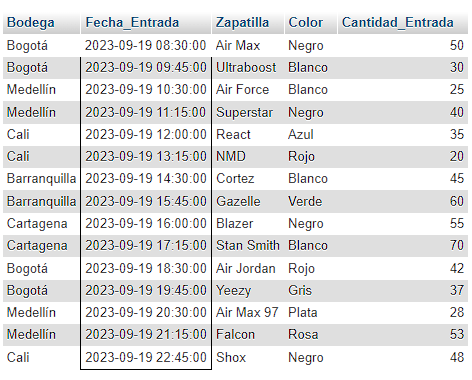 Bodega Fecha_Entrada Zapatilla Color Cantidad_Entrada
Bogotá 2023-09-19 08:30:00 Air Max Negro 50
Bogotá 2023-09-19 09:45:00 Ultraboost Blanco 30
Medellín 2023-09-19 10:30:00 Air Force Blanco 25
Medellín 2023-09-19 11:15:00 Superstar Negro 40
Cali 2023-09-19 12:00:00 React Azul 35
Cali 2023-09-19 13:15:00 NMD Rojo 20
Barranquilla 2023-09-19 14:30:00 Cortez Blanco 45
Barranquilla 2023-09-19 15:45:00 Gazelle Verde 60
Cartagena 2023-09-19 16:00:00 Blazer Negro 55
Cartagena 2023-09-19 17:15:00 Stan Smith Blanco 70
Bogotá 2023-09-19 18:30:00 Air Jordan Rojo 42
Bogotá 2023-09-19 19:45:00 Yeezy Gris 37
Medellín 2023-09-19 20:30:00 Air Max 97 Plata 28
Medellín 2023-09-19 21:15:00 Falcon Rosa 53
Cali 2023-09-19 22:45:00 Shox Negro 48